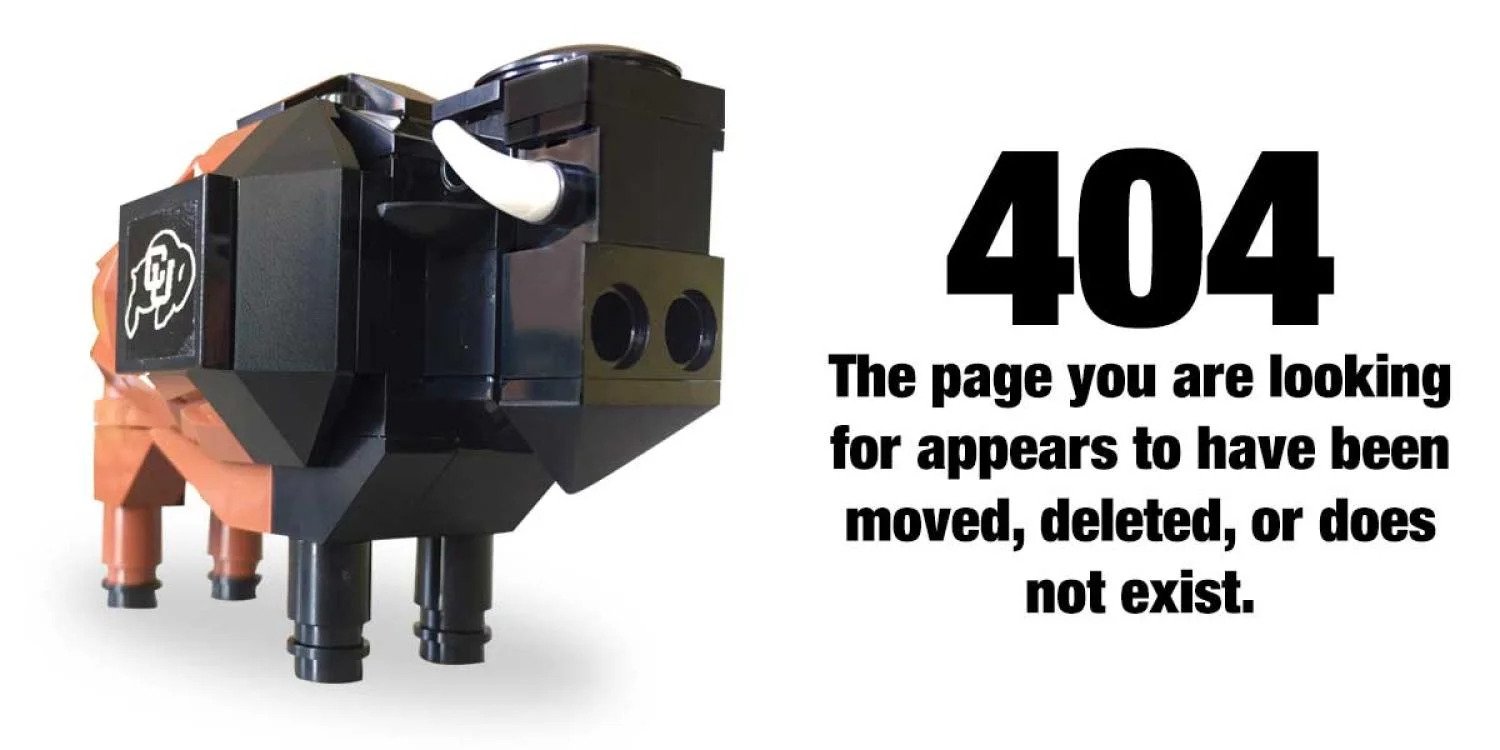 CU
404
The page you are looking
for appears to have been
moved, deleted, or does
not exist.